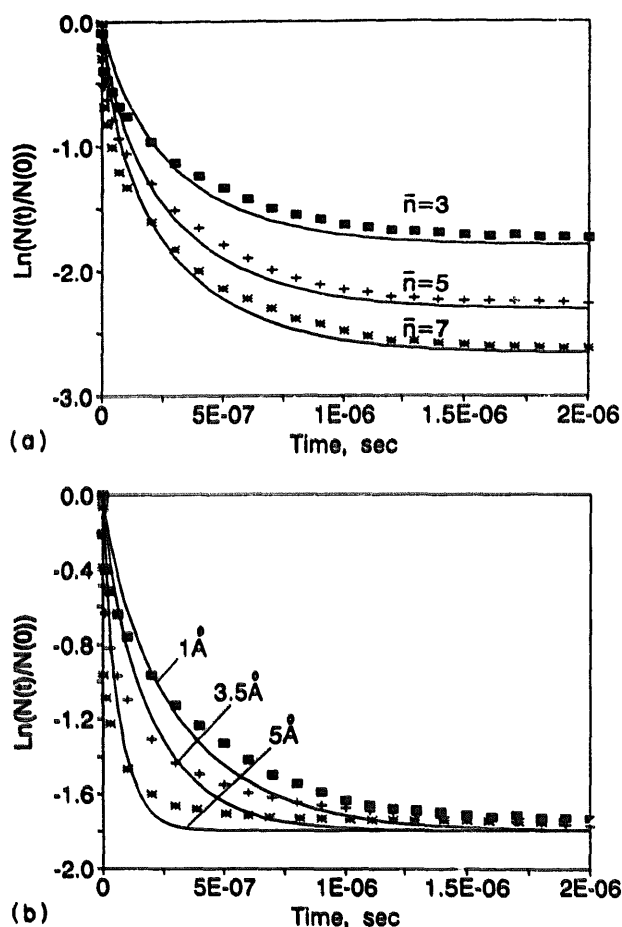 0.0
-1.0
-2.0
-3.0
Ln(N(t)/N(0))
n̄=3
n̄=5
n̄=7
0 5E-07 1E-06 1.5E-06 2E-06
Time, sec
(a)
0.0
-0.4
-0.8
-1.2
-1.6
-2.0
Ln(N(t)/N(0))
1Å
3.5Å
5Å
0 5E-07 1E-06 1.5E-06 2E-06
Time, sec
(b)